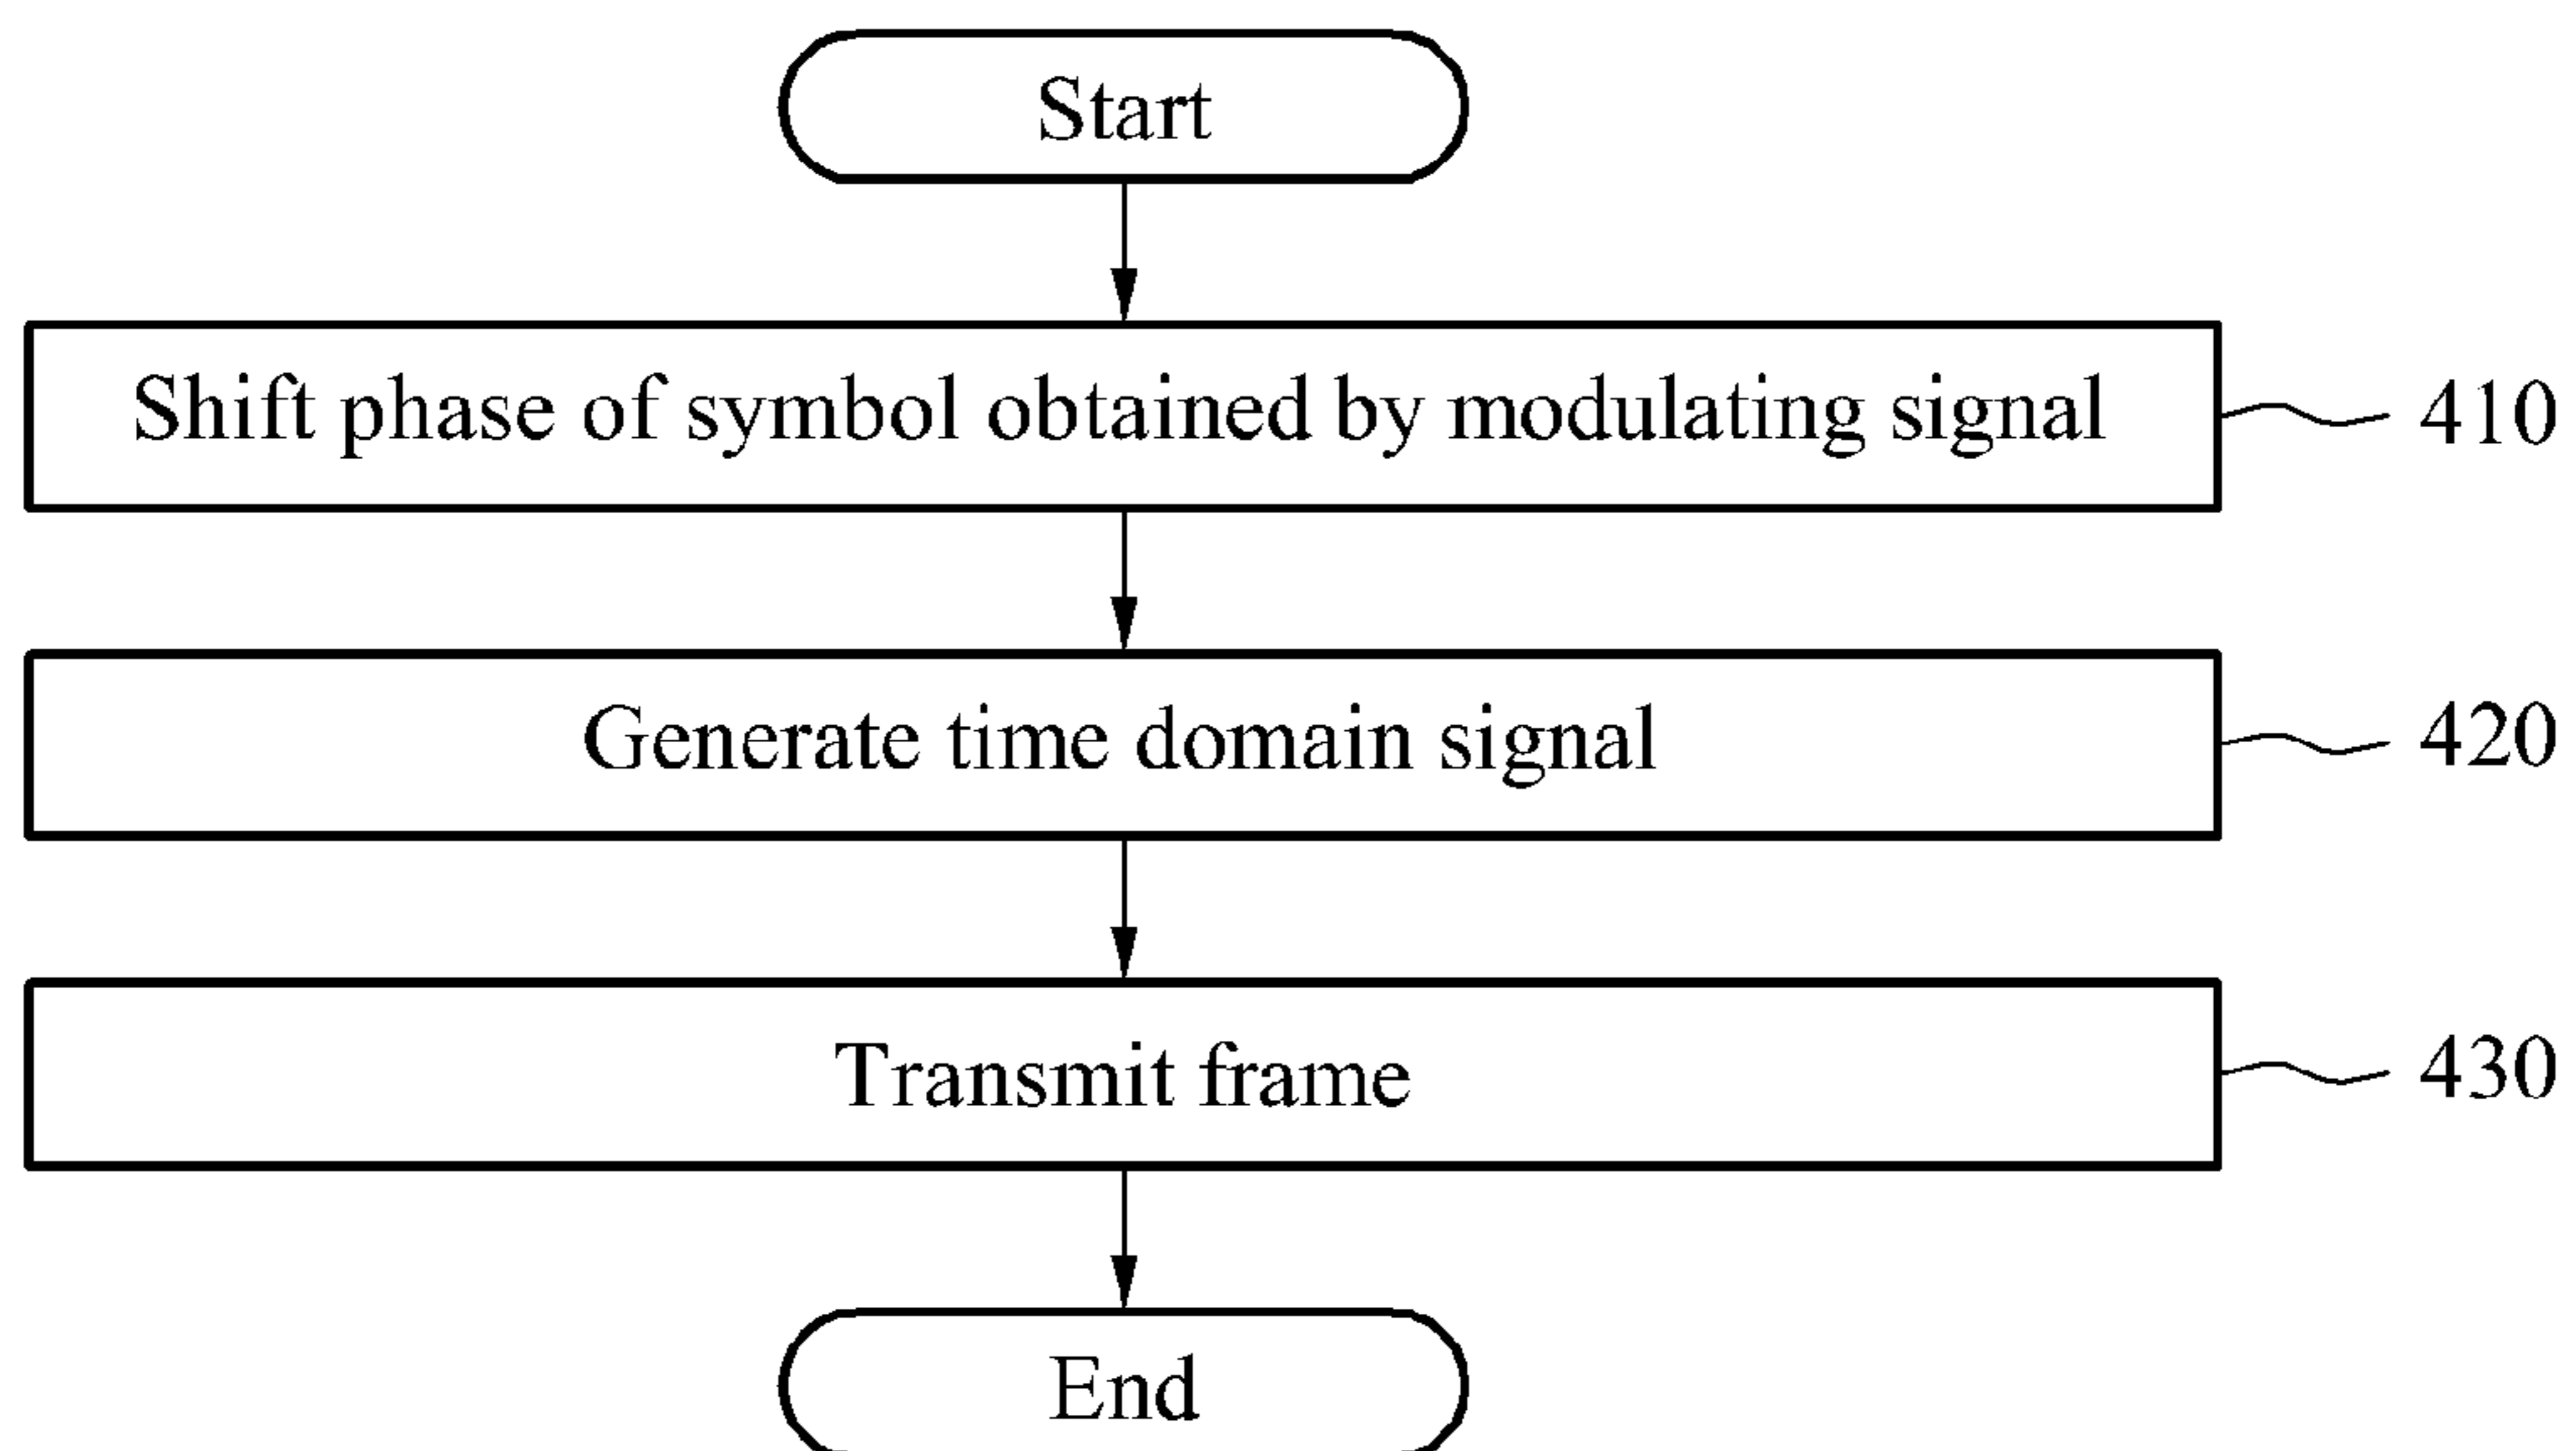 Start
Shift phase of symbol obtained by modulating signal 410
Generate time domain signal 420
Transmit frame 430
End